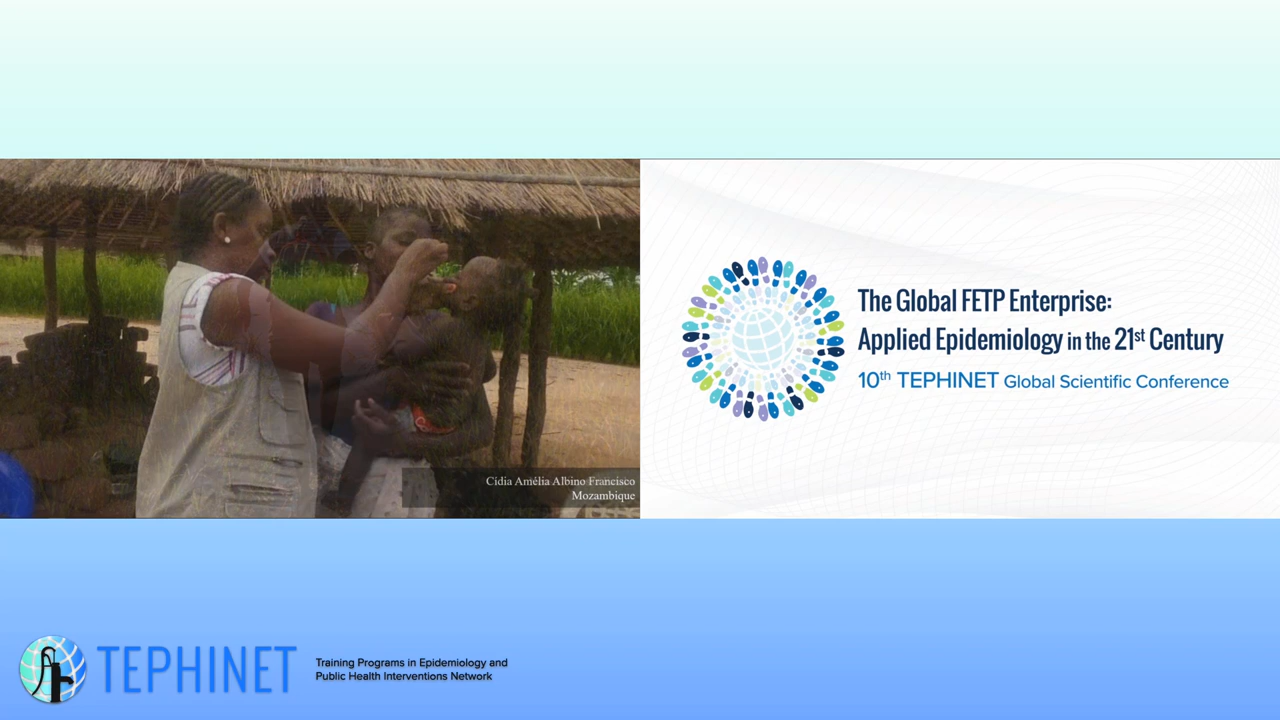 Cídia Amélia Albino Francisco
Mozambique
The Global FETP Enterprise:
Applied Epidemiology in the 21st Century
10th TEPHINET Global Scientific Conference
TEPHINET
Training Programs in Epidemiology and
Public Health Interventions Network